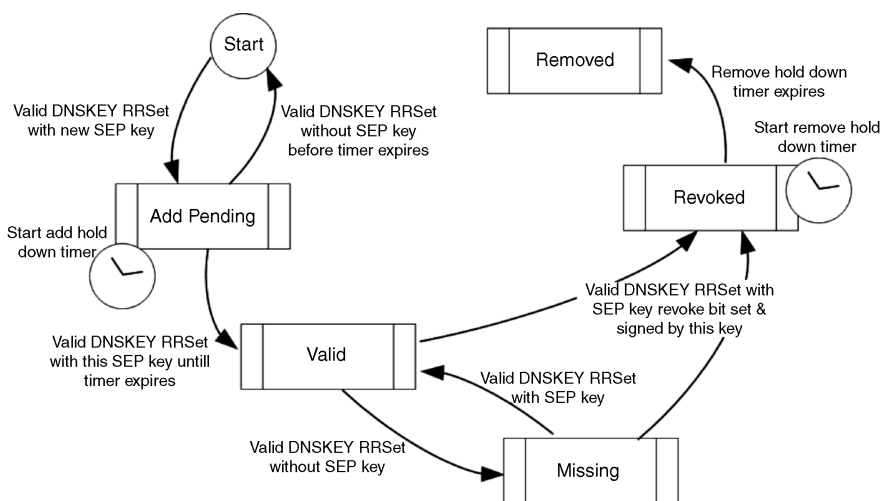 Start
Removed
Valid DNSKEY RRSet
with new SEP key
Valid DNSKEY RRSet
without SEP key
before timer expires
Remove hold down
timer expires
Start remove hold
down timer
Add Pending
Revoked
Start add hold
down timer
Valid DNSKEY RRSet with
SEP key revoke bit set &
signed by this key
Valid DNSKEY RRSet
with this SEP key untill
timer expires
Valid
Valid DNSKEY RRSet
with SEP key
Valid DNSKEY RRSet
without SEP key
Missing